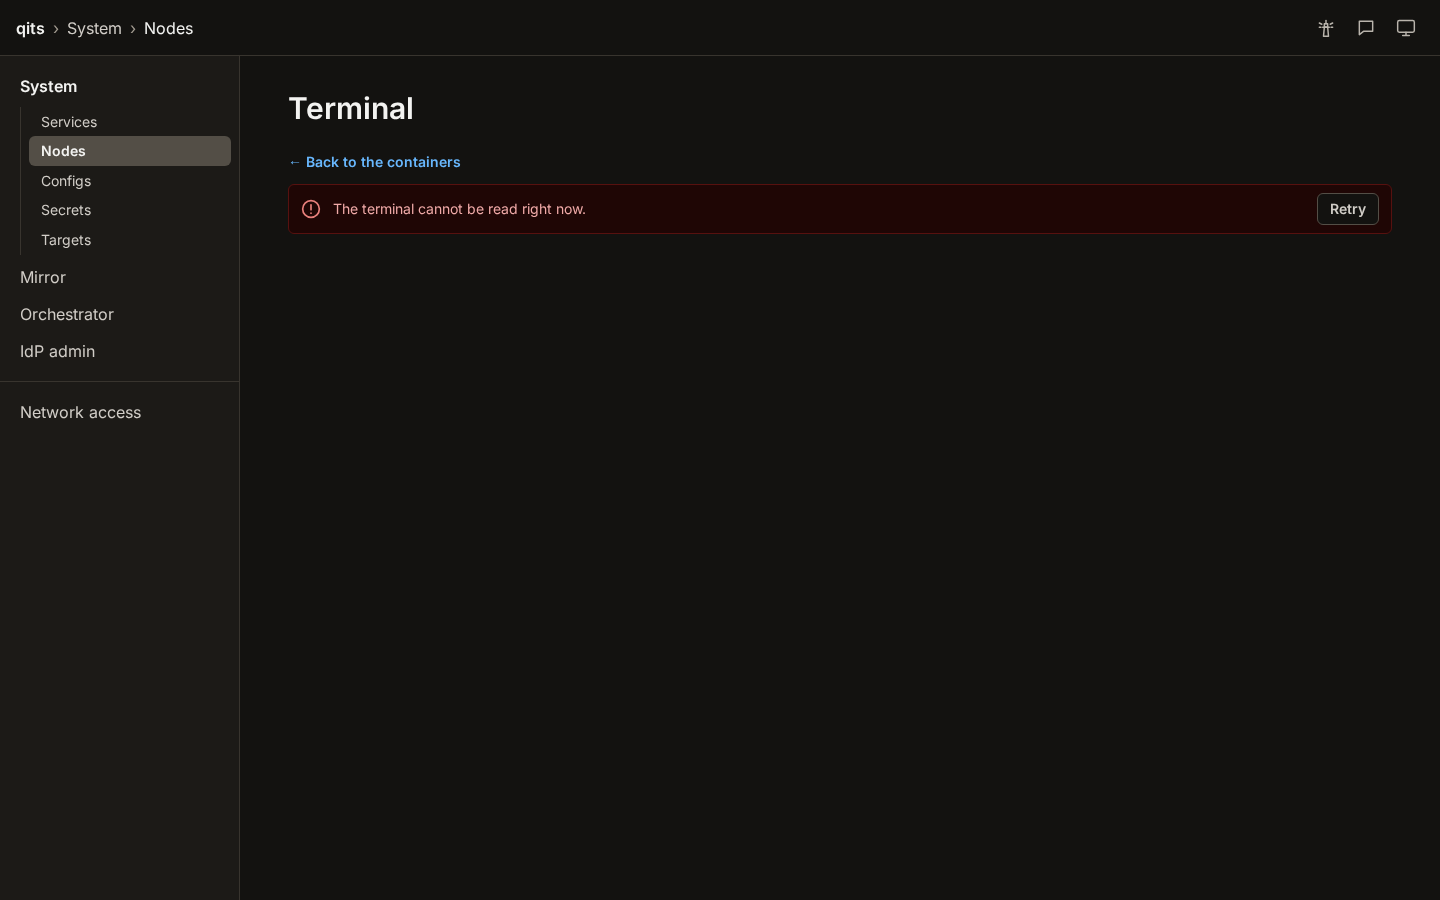 qits › System › Nodes
System
Services
Nodes
Configs
Secrets
Targets
Mirror
Orchestrator
IdP admin
Network access
Terminal
← Back to the containers
The terminal cannot be read right now.
Retry